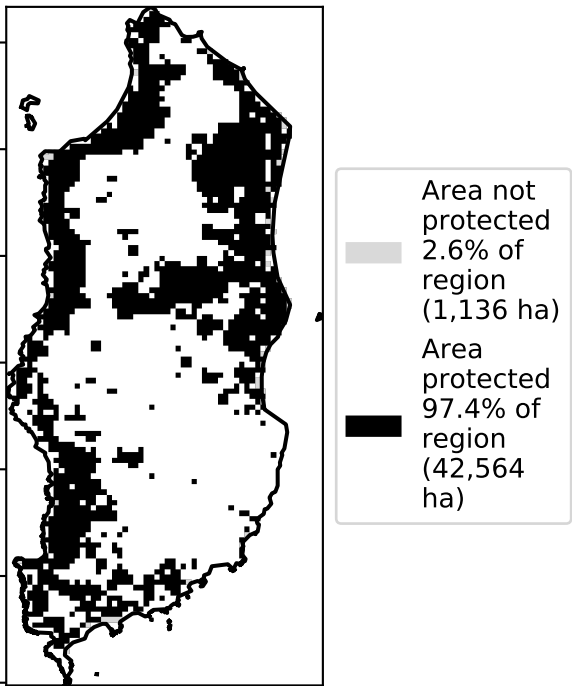 Area not
protected
2.6% of
region
(1,136 ha)
Area
protected
97.4% of
region
(42,564
ha)